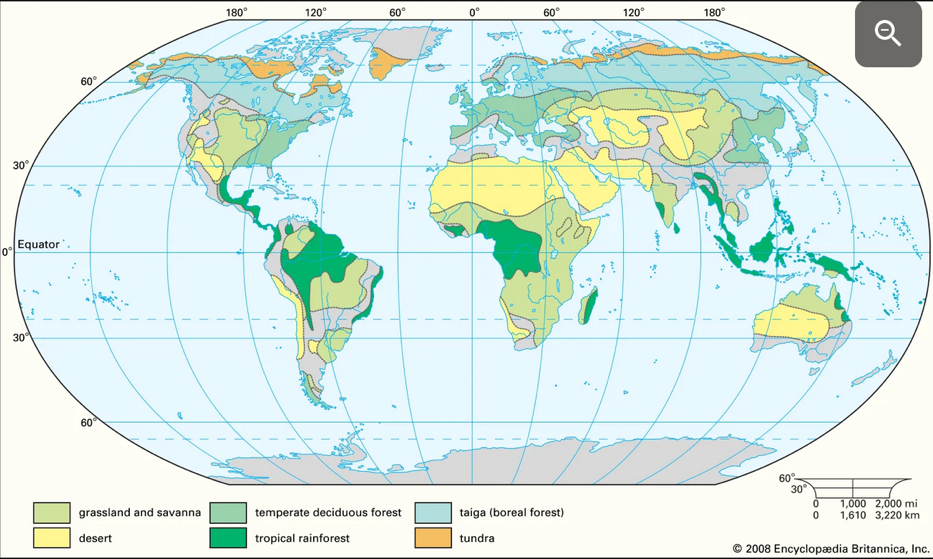 180° 120° 60° 0° 60° 120° 180°
60°
30°
Equator
0°
30°
60°
60°
30°
0 1,000 2,000 mi
0 1,610 3,220 km
grassland and savanna
temperate deciduous forest
taiga (boreal forest)
desert
tropical rainforest
tundra
© 2008 Encyclopædia Britannica, Inc.